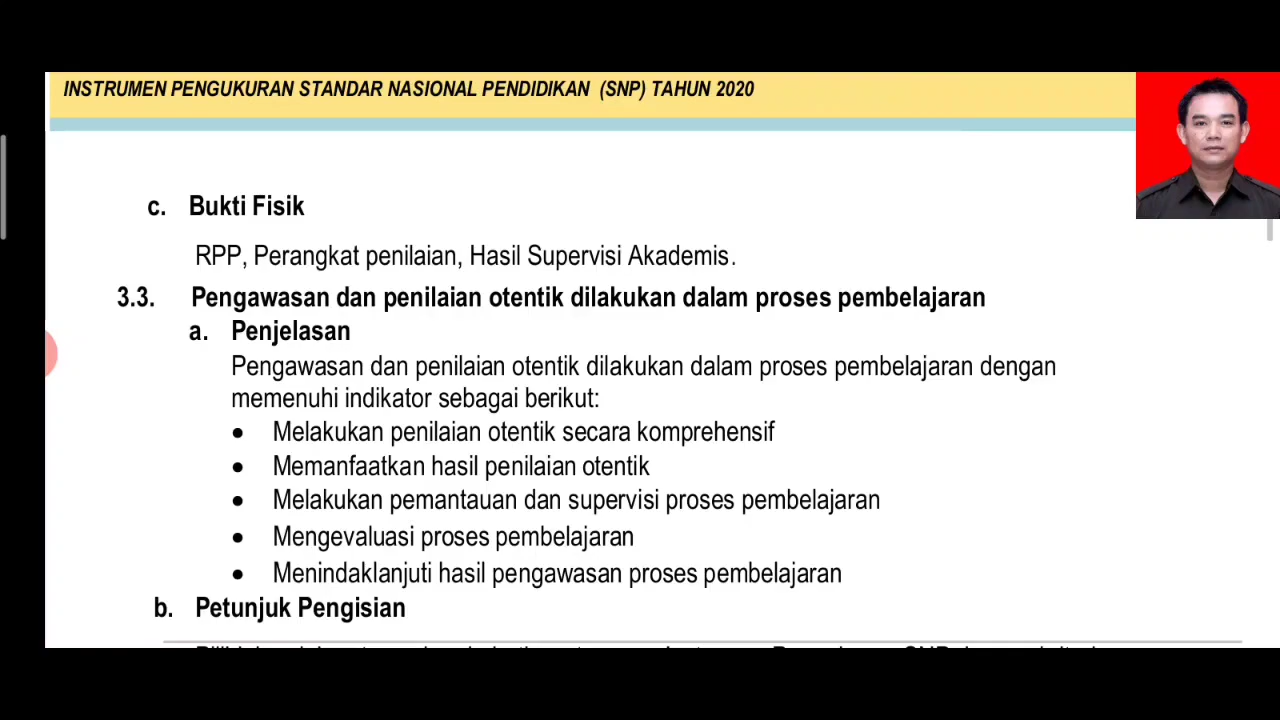 INSTRUMEN PENGUKURAN STANDAR NASIONAL PENDIDIKAN (SNP) TAHUN 2020
c. Bukti Fisik
RPP, Perangkat penilaian, Hasil Supervisi Akademis.
3.3. Pengawasan dan penilaian otentik dilakukan dalam proses pembelajaran
a. Penjelasan
Pengawasan dan penilaian otentik dilakukan dalam proses pembelajaran dengan
memenuhi indikator sebagai berikut:
• Melakukan penilaian otentik secara komprehensif
• Memanfaatkan hasil penilaian otentik
• Melakukan pemantauan dan supervisi proses pembelajaran
• Mengevaluasi proses pembelajaran
• Menindaklanjuti hasil pengawasan proses pembelajaran
b. Petunjuk Pengisian